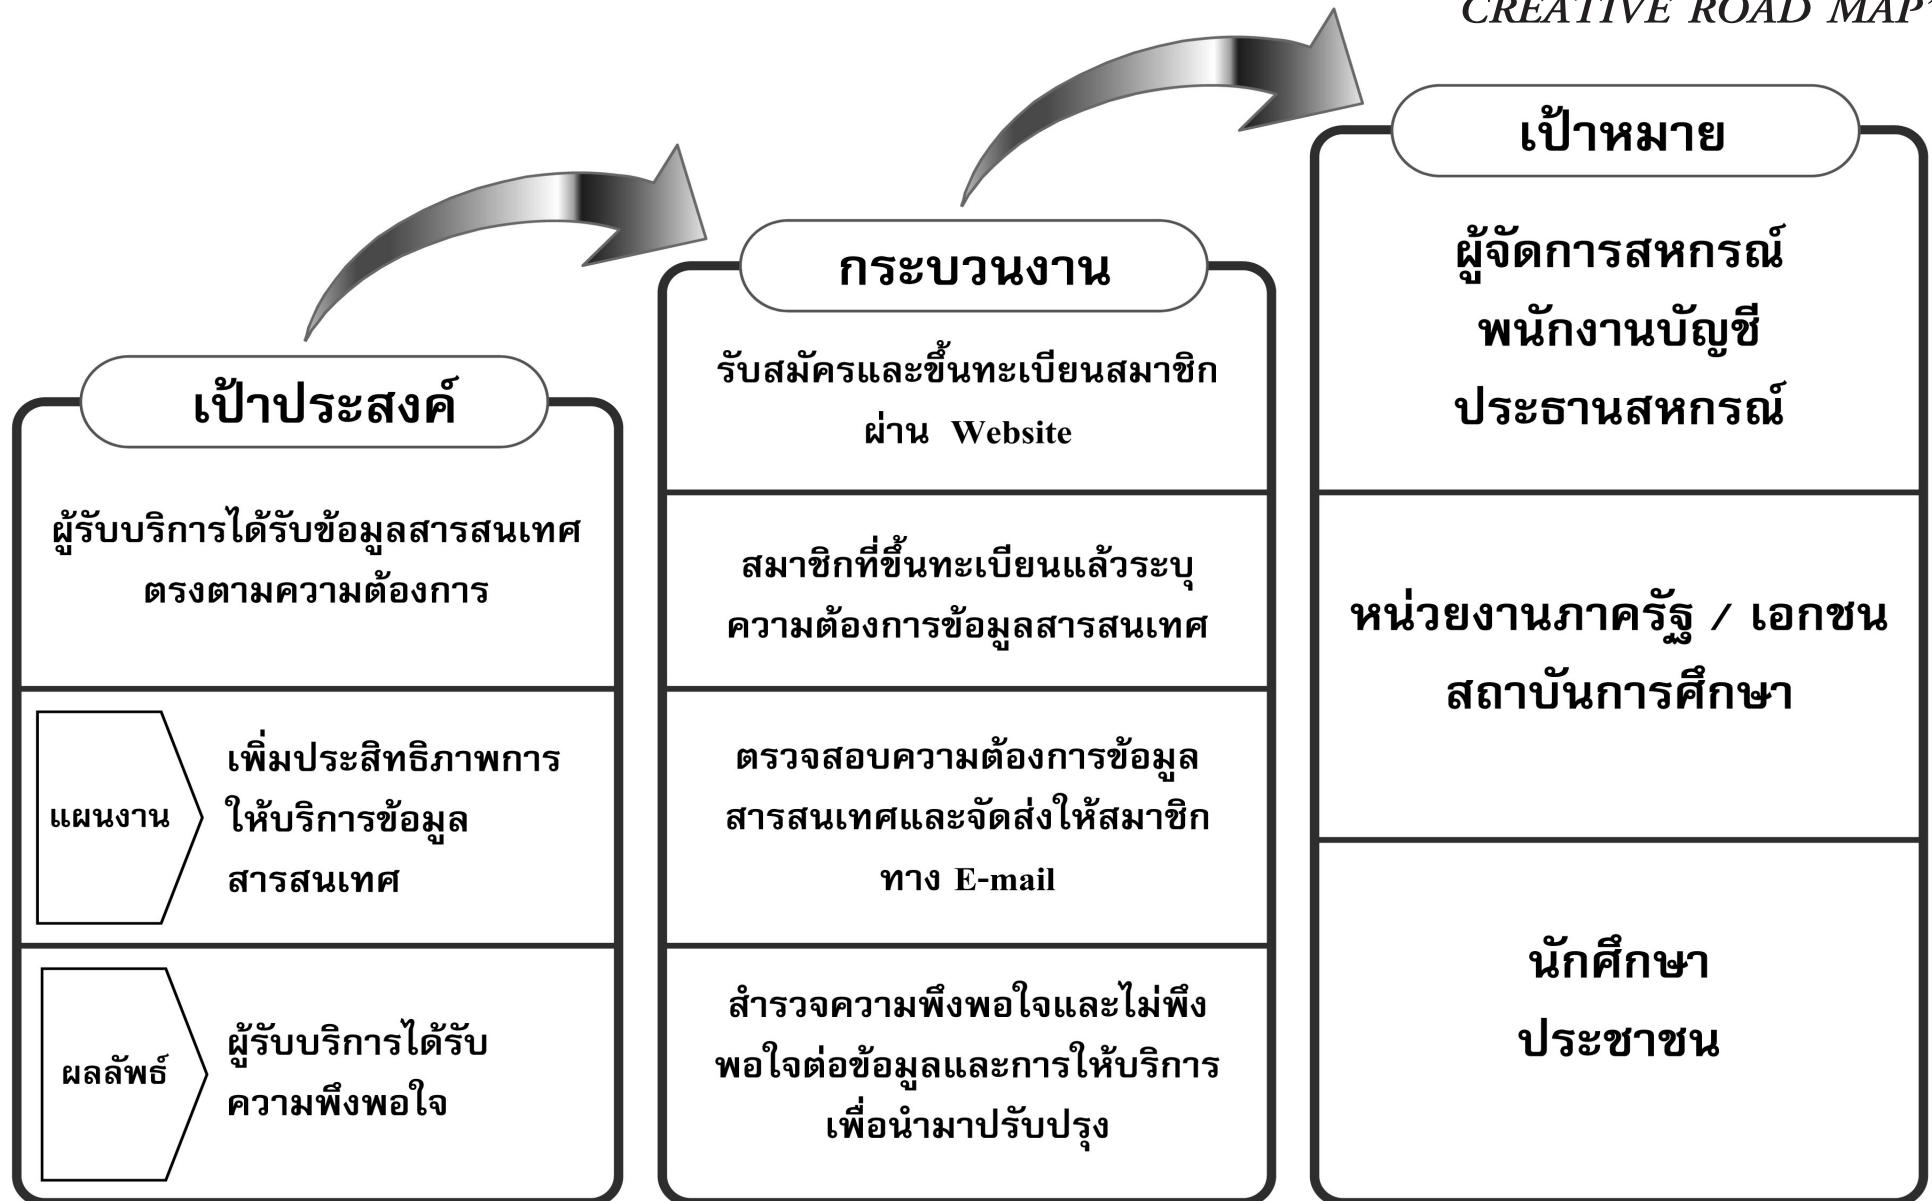 CREATIVE ROAD MAP'
เป้าประสงค์
ผู้รับบริการได้รับข้อมูลสารสนเทศ
ตรงตามความต้องการ
แผนงาน
เพิ่มประสิทธิภาพการ
ให้บริการข้อมูล
สารสนเทศ
ผลลัพธ์
ผู้รับบริการได้รับ
ความพึงพอใจ
กระบวนงาน
รับสมัครและขึ้นทะเบียนสมาชิก
ผ่าน Website
สมาชิกที่ขึ้นทะเบียนแล้วระบุ
ความต้องการข้อมูลสารสนเทศ
ตรวจสอบความต้องการข้อมูล
สารสนเทศและจัดส่งให้สมาชิก
ทาง E-mail
สำรวจความพึงพอใจและไม่พึง
พอใจต่อข้อมูลและการให้บริการ
เพื่อนำมาปรับปรุง
เป้าหมาย
ผู้จัดการสหกรณ์
พนักงานบัญชี
ประธานสหกรณ์
หน่วยงานภาครัฐ / เอกชน
สถาบันการศึกษา
นักศึกษา
ประชาชน